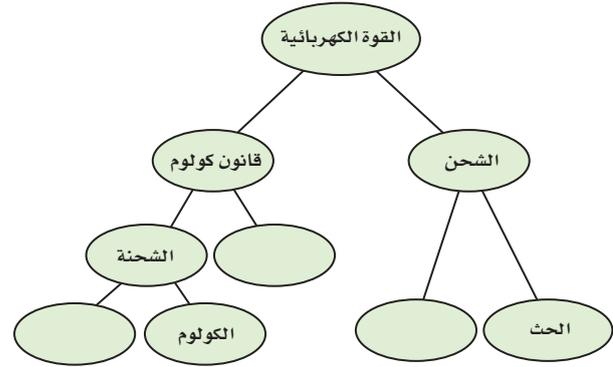 القوة الكهربائية
الشحن
قانون كولوم
الشحنة
الحث
الكولوم